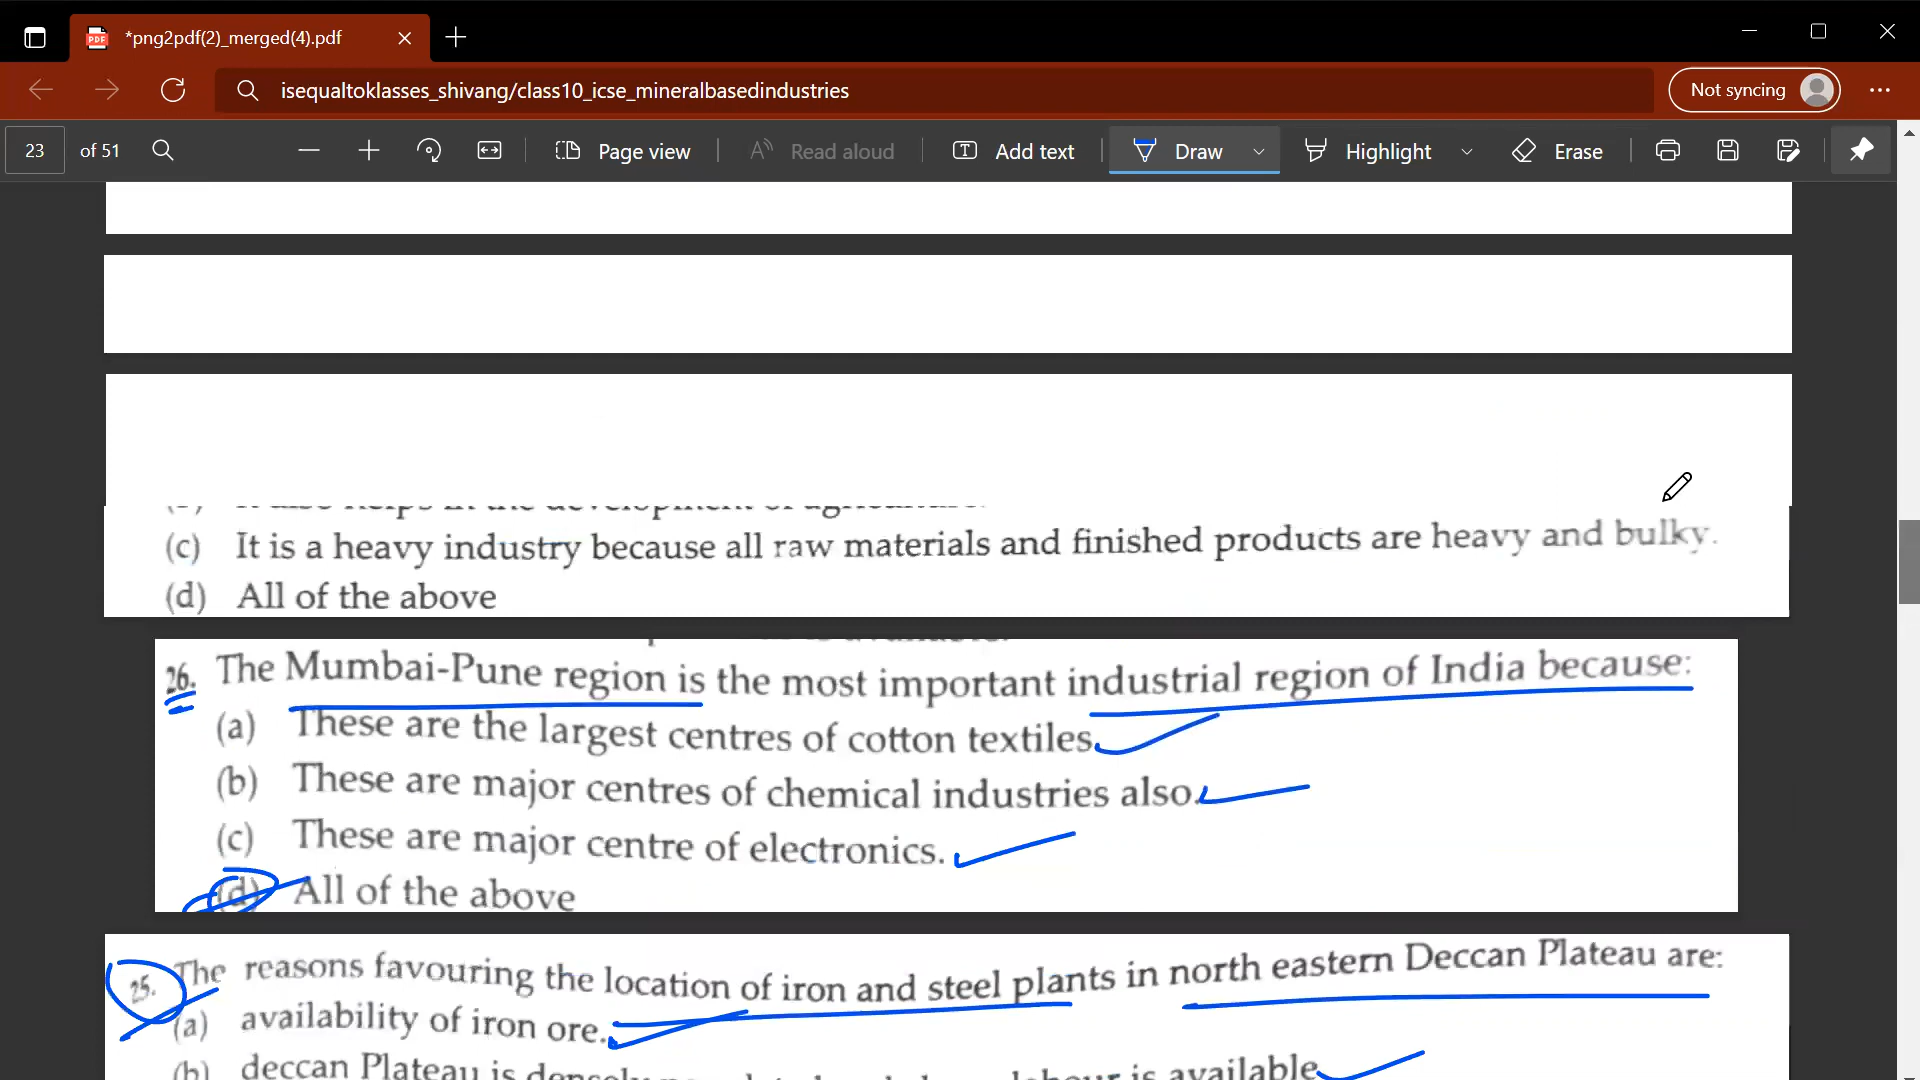 *png2pdf(2)_merged(4).pdf
isequaltoklasses_shivang/class10_icse_mineralbasedindustries
Not syncing
23 of 51
Page view
Read aloud
Add text
Draw
Highlight
Erase
(c) It is a heavy industry because all raw materials and finished products are heavy and bulky.
(d) All of the above
26. The Mumbai-Pune region is the most important industrial region of India because:
(a) These are the largest centres of cotton textiles.
(b) These are major centres of chemical industries also.
(c) These are major centre of electronics.
(d) All of the above
25. The reasons favouring the location of iron and steel plants in north eastern Deccan Plateau are:
(a) availability of iron ore.
(b) deccan Plateau is densely labour is available